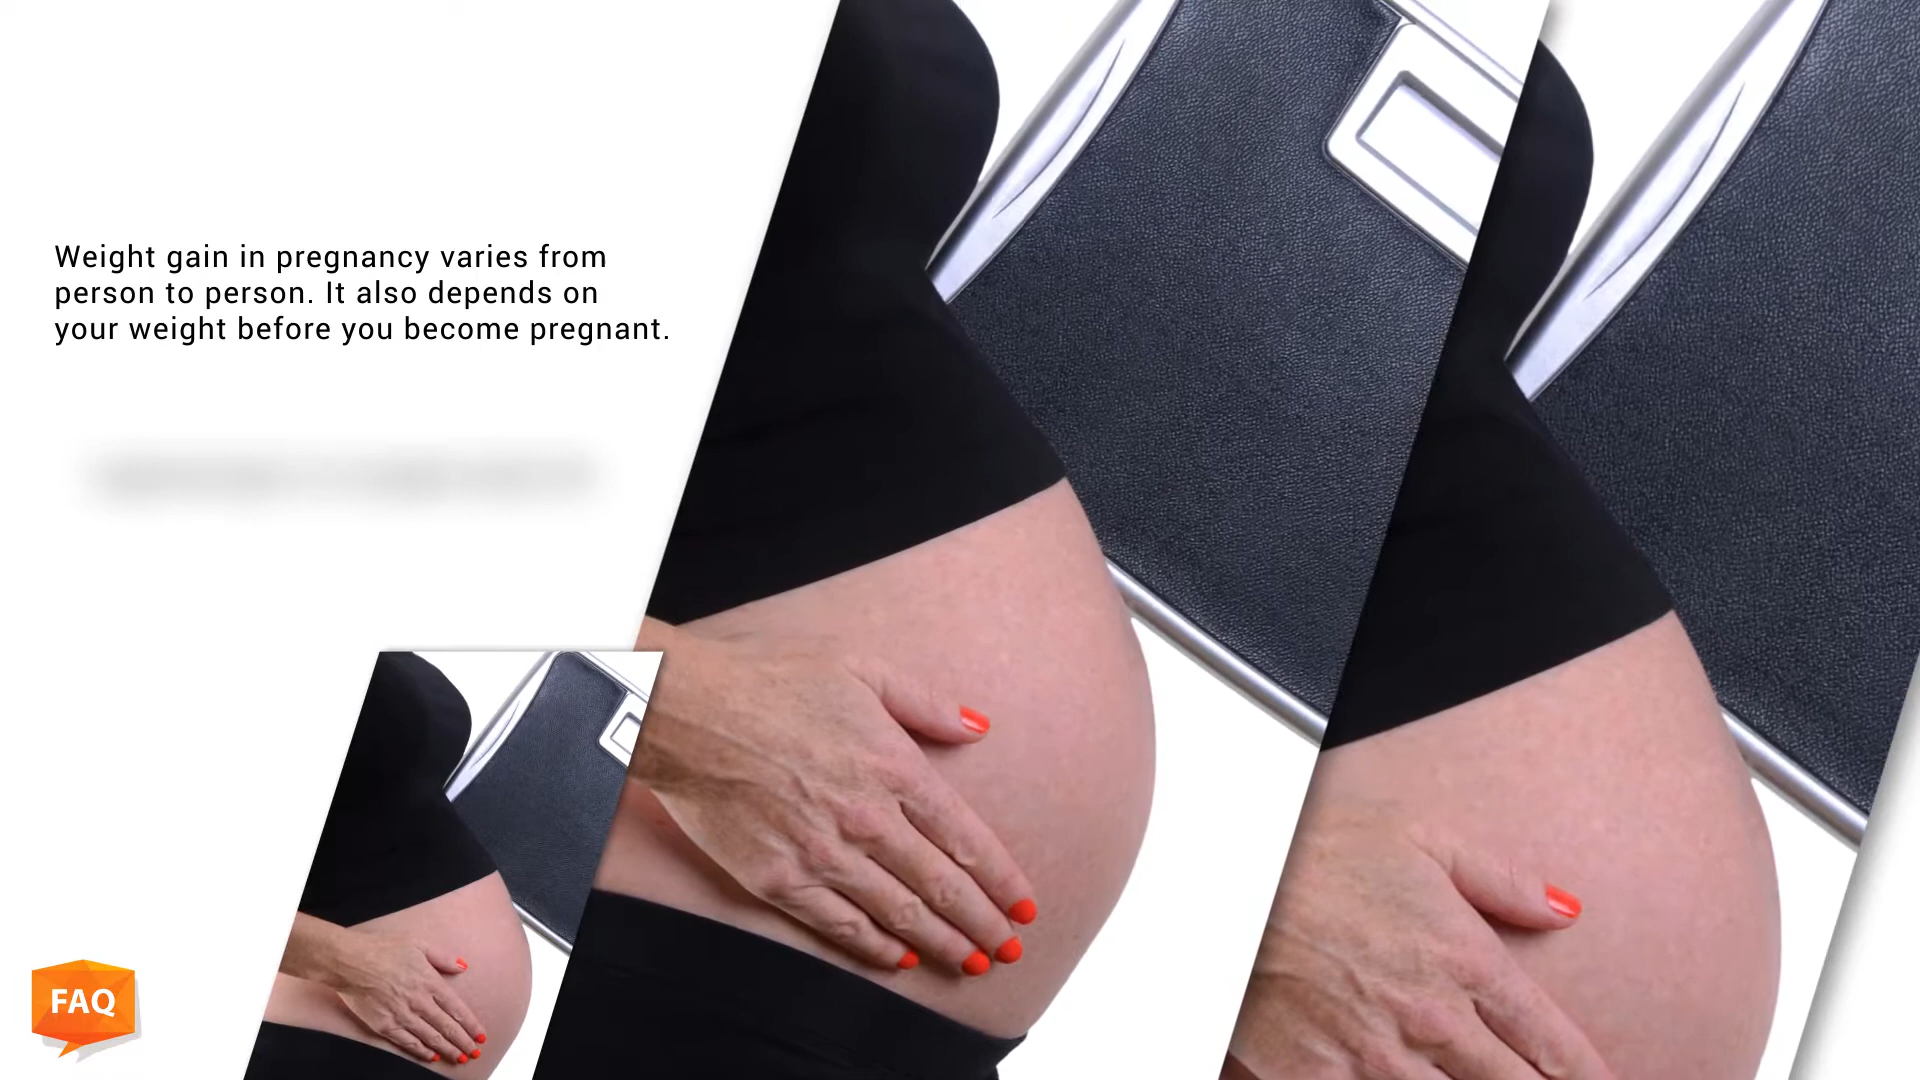 Weight gain in pregnancy varies from
person to person. It also depends on
your weight before you become pregnant.
FAQ